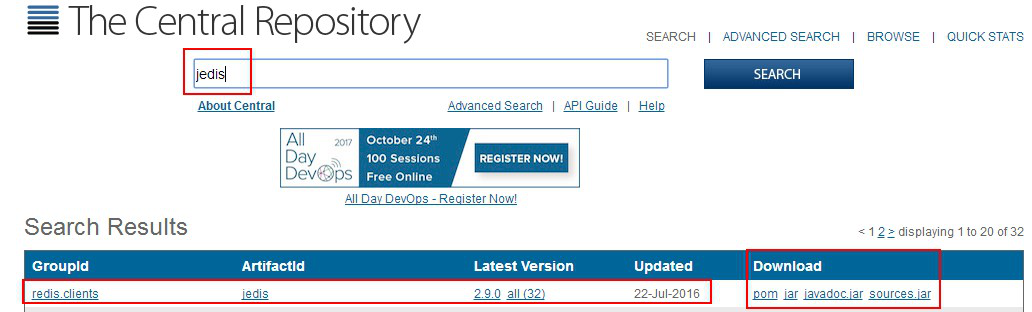 The Central Repository
SEARCH | ADVANCED SEARCH | BROWSE | QUICK STATS
jedis
SEARCH
About Central
Advanced Search | API Guide | Help
All Day DevOps 2017
October 24th
100 Sessions
Free Online
REGISTER NOW!
All Day DevOps - Register Now!
Search Results
< 1 2 > displaying 1 to 20 of 32
GroupId ArtifactId Latest Version Updated Download
redis.clients jedis 2.9.0 all (32) 22-Jul-2016 pom jar javadoc.jar sources.jar